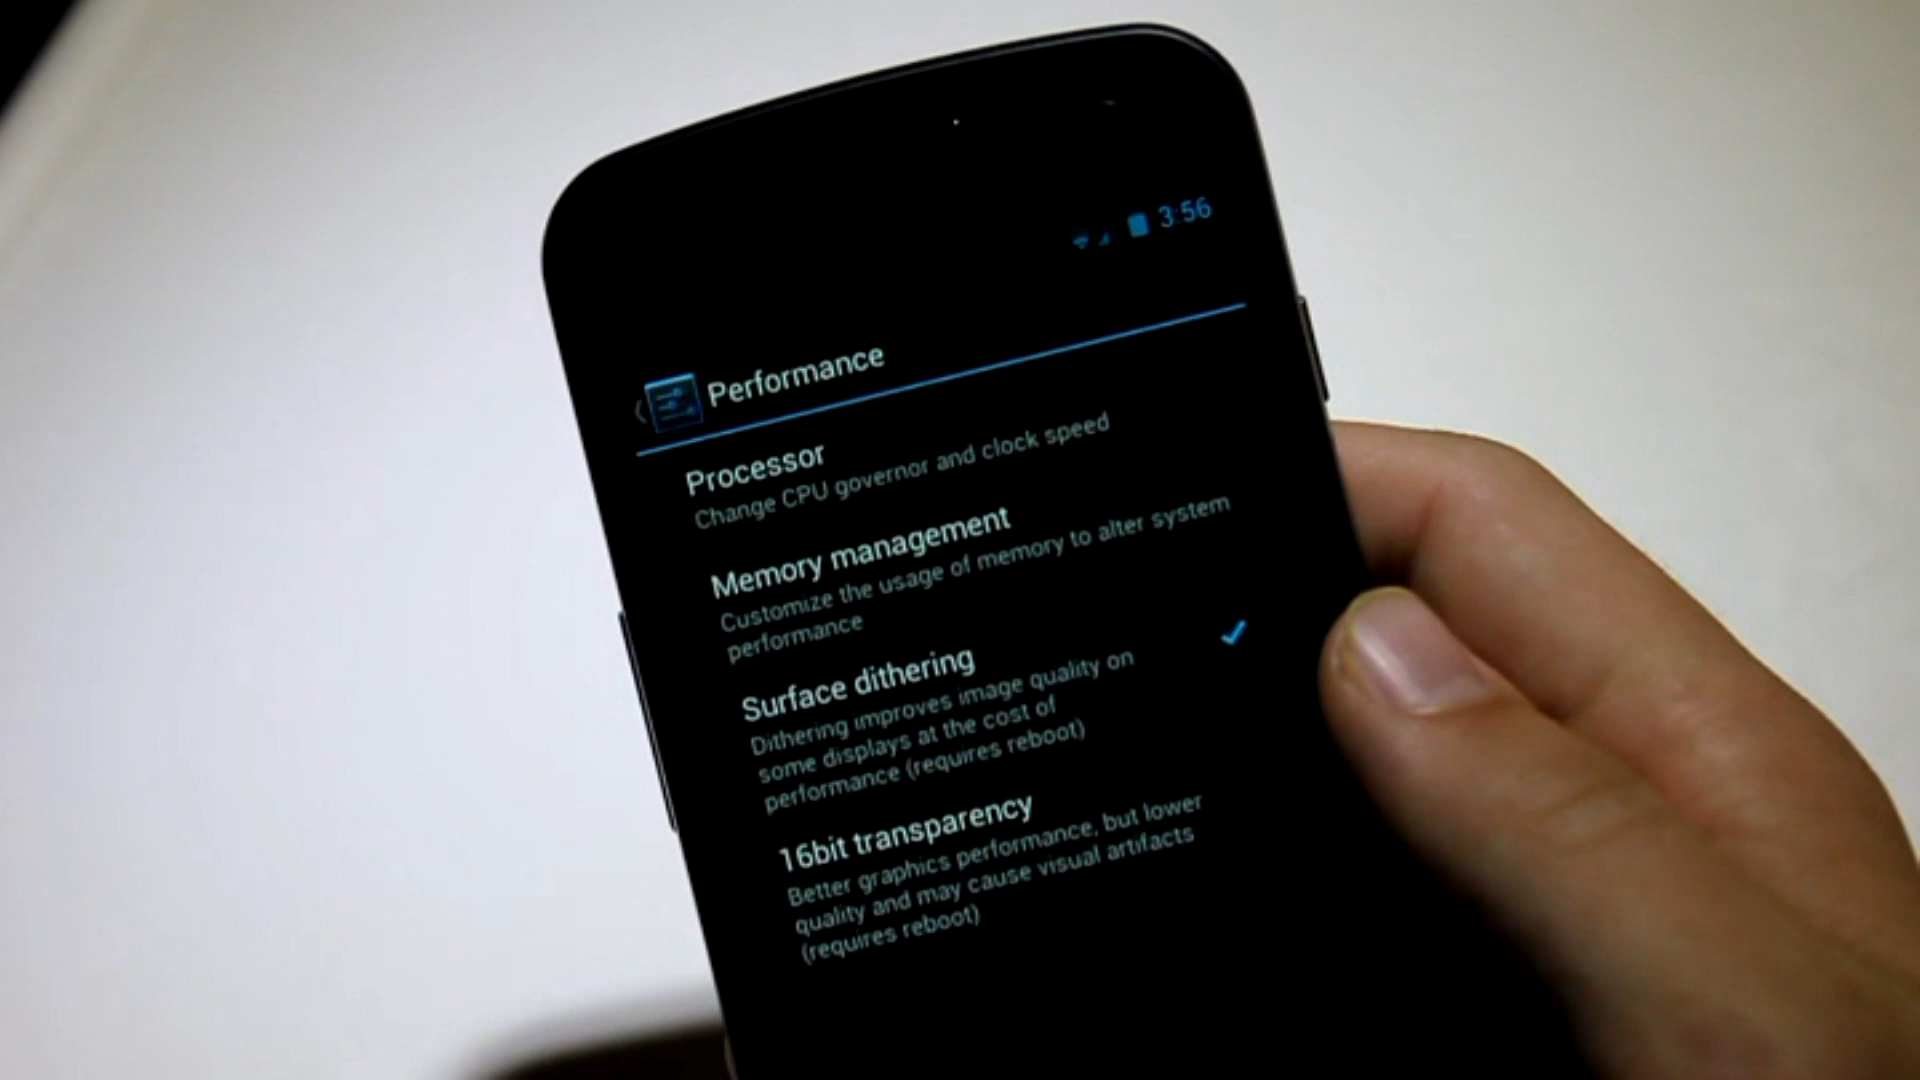 3:56
Performance
Processor
Change CPU governor and clock speed
Memory management
Customize the usage of memory to alter system
performance
Surface dithering
Dithering improves image quality on
some displays at the cost of
performance (requires reboot)
16bit transparency
Better graphics performance, but lower
quality and may cause visual artifacts
(requires reboot)